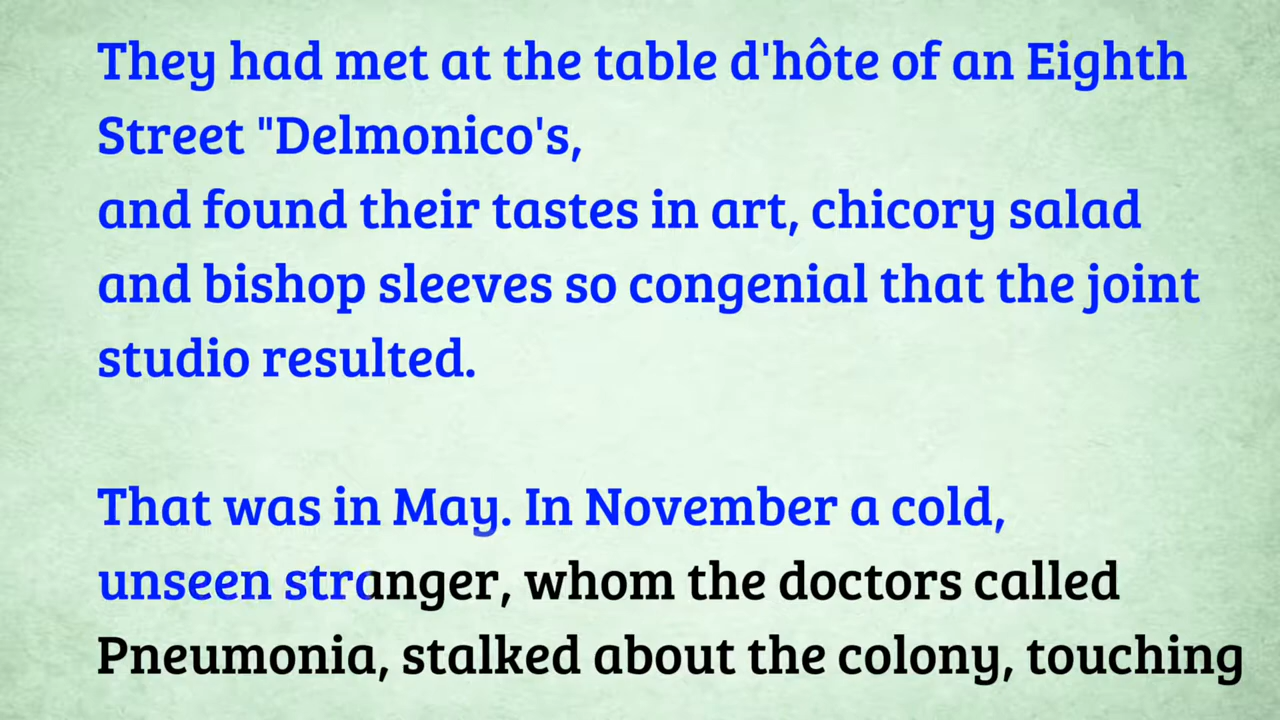 They had met at the table d'hôte of an Eighth
Street "Delmonico's,
and found their tastes in art, chicory salad
and bishop sleeves so congenial that the joint
studio resulted.
That was in May. In November a cold,
unseen stranger, whom the doctors called
Pneumonia, stalked about the colony, touching